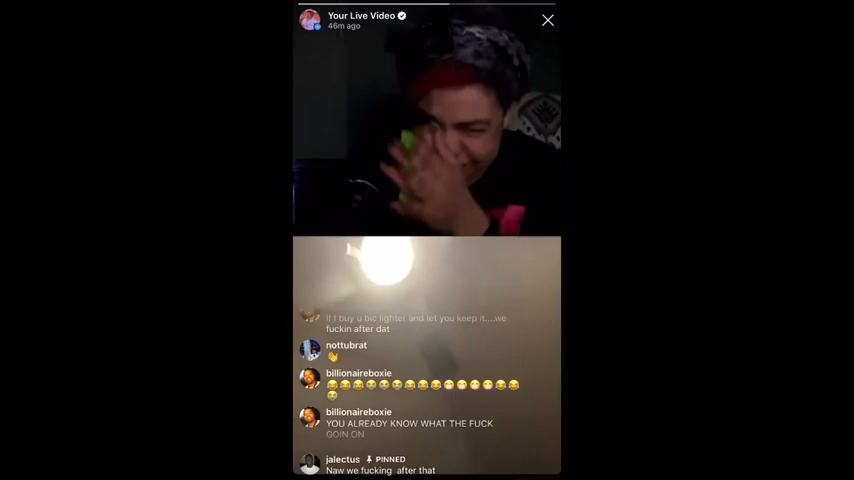 Your Live Video
46m ago
if I buy u bic lighter and let you keep it....we
fuckin after dat
nottubrat
👋
billionaireboxie
😂😂😂😭😭😭😂😂😂😁😁😁😁😂😂
😭
billionaireboxie
YOU ALREADY KNOW WHAT THE FUCK
GOIN ON
jalectus PINNED
Naw we fucking after that